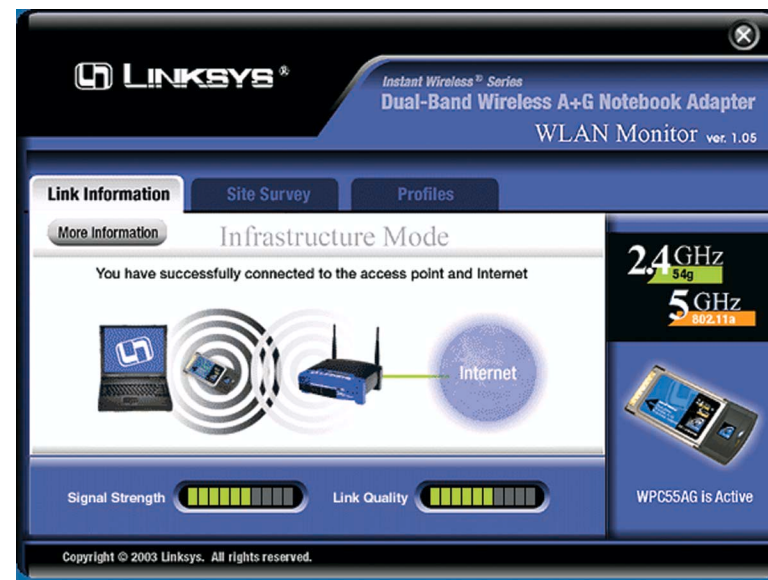 LINKSYS®
Instant Wireless® Series
Dual-Band Wireless A+G Notebook Adapter
WLAN Monitor ver. 1.05
Link Information
Site Survey
Profiles
More Information
Infrastructure Mode
You have successfully connected to the access point and Internet
Internet
2.4GHz
54g
5GHz
802.11a
Signal Strength
Link Quality
WPC55AG is Active
Copyright © 2003 Linksys. All rights reserved.